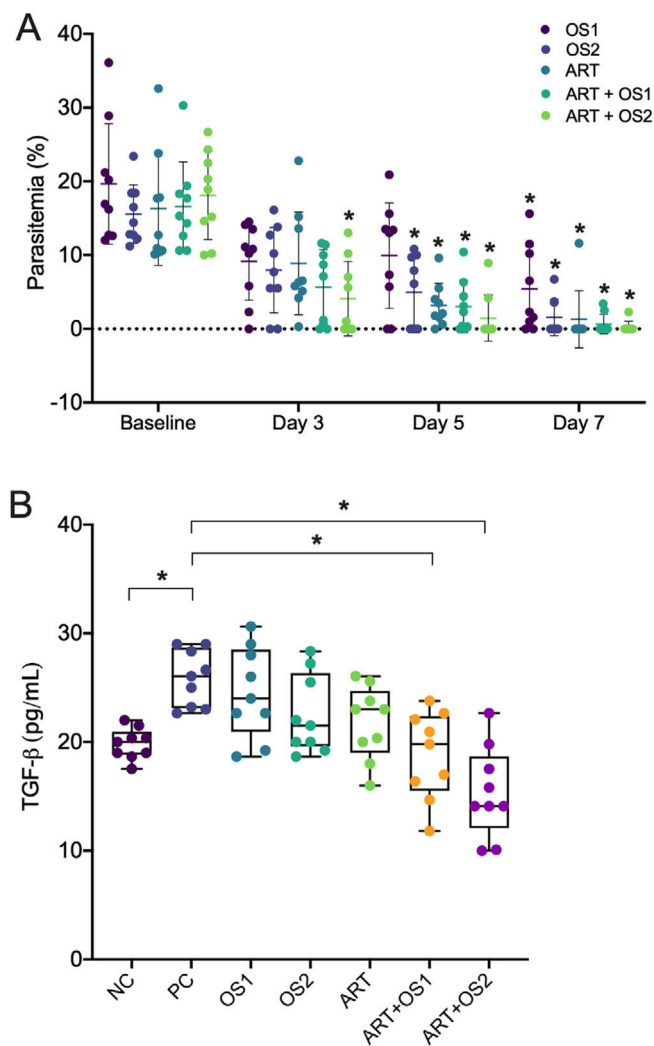 A
40
30
20
10
0
-10
Parasitemia (%)
OS1
OS2
ART
ART + OS1
ART + OS2
*
* * * *
* * * * *
Baseline Day 3 Day 5 Day 7
B
40
30
20
10
0
TGF-β (pg/mL)
*
*
*
NC PC OS1 OS2 ART ART+OS1 ART+OS2